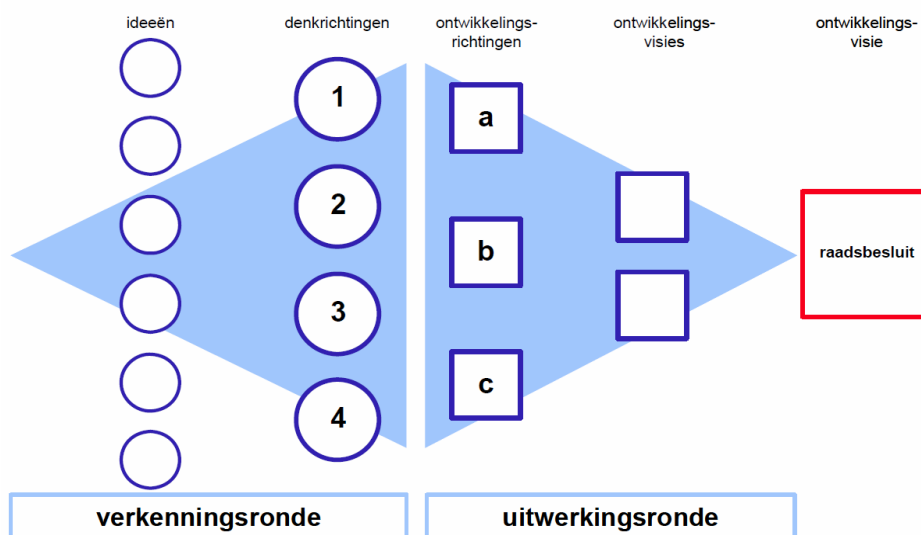 ideeën
denkrichtingen
ontwikkelings-
richtingen
ontwikkelings-
visies
ontwikkelings-
visie
1
2
3
4
a
b
c
raadsbesluit
verkenningsronde
uitwerkingsronde